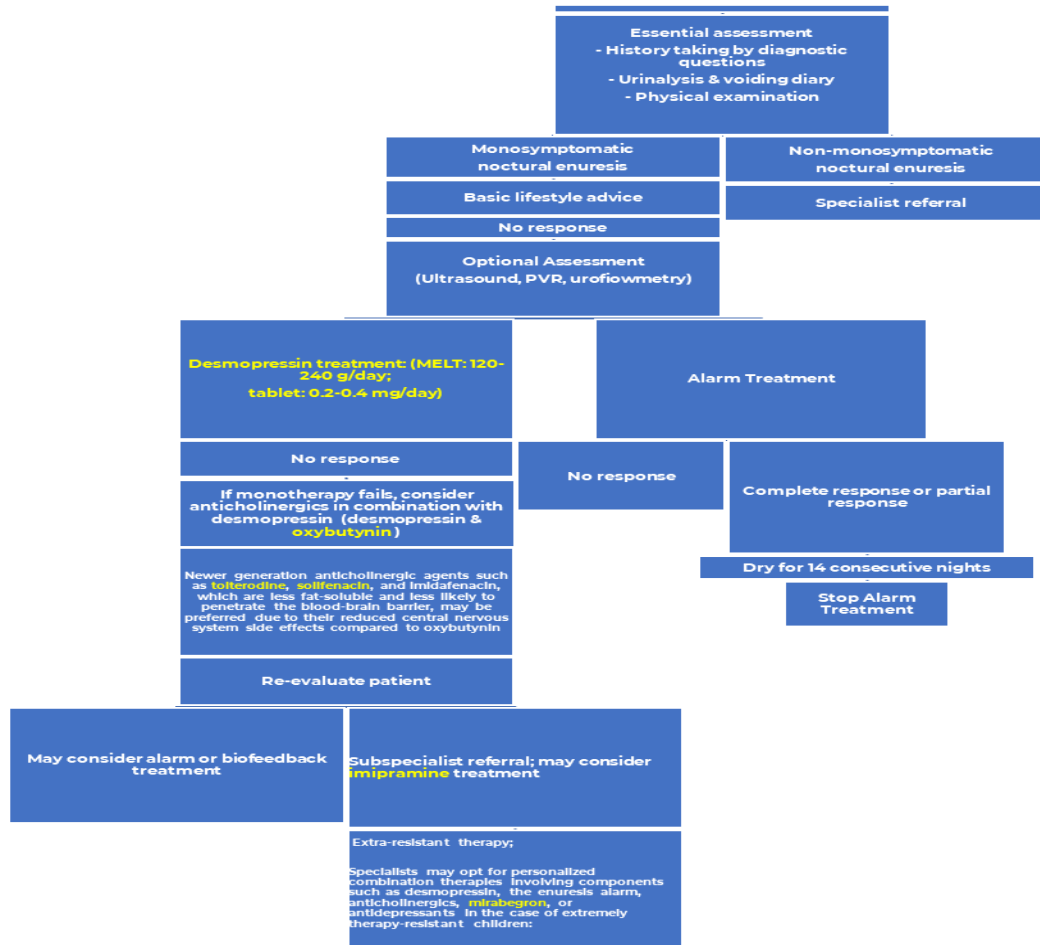 Essential assessment
- History taking by diagnostic
questions
- Urinalysis & voiding diary
- Physical examination
Monosymptomatic
noctural enuresis
Non-monosymptomatic
noctural enuresis
Basic lifestyle advice
Specialist referral
No response
Optional Assessment
(Ultrasound, PVR, urofiowmetry)
Desmopressin treatment: (MELT: 120-
240 g/day;
tablet: 0.2-0.4 mg/day)
Alarm Treatment
No response
No response
Complete response or partial
response
If monotherapy fails, consider
anticholinergics in combination with
desmopressin (desmopressin &
oxybutynin)
Dry for 14 consecutive nights
Stop Alarm
Treatment
Newer generation anticholinergic agents such
as tolterodine, solifenacin, and imidafenacin,
which are less fat-soluble and less likely to
penetrate the blood-brain barrier, may be
preferred due to their reduced central nervous
system side effects compared to oxybutynin
Re-evaluate patient
May consider alarm or biofeedback
treatment
Subspecialist referral; may consider
imipramine treatment
Extra-resistant therapy;
Specialists may opt for personalized
combination therapies involving components
such as desmopressin, the enuresis alarm,
anticholinergics, mirabegron, or
antidepressants in the case of extremely
therapy-resistant children: